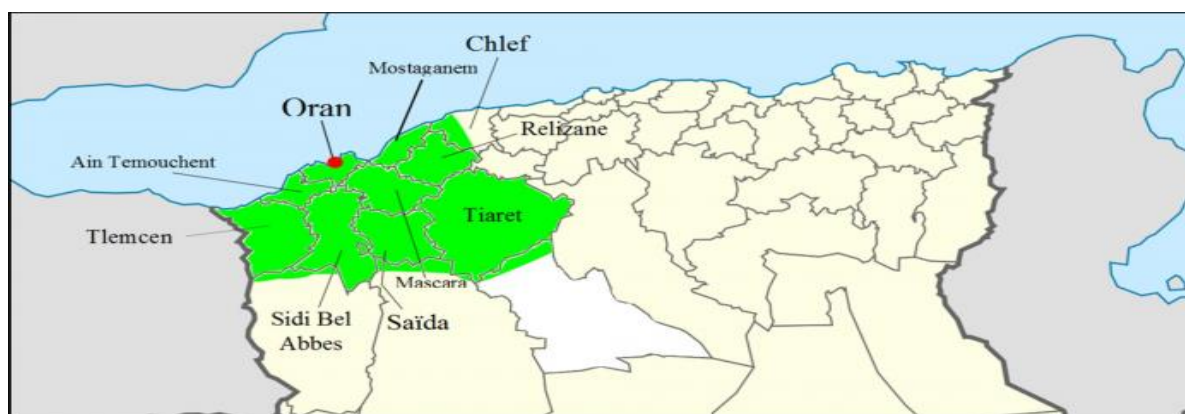 Chlef
Mostaganem
Oran
Relizane
Ain Temouchent
Tiaret
Tlemcen
Mascara
Sidi Bel
Abbes
Saïda